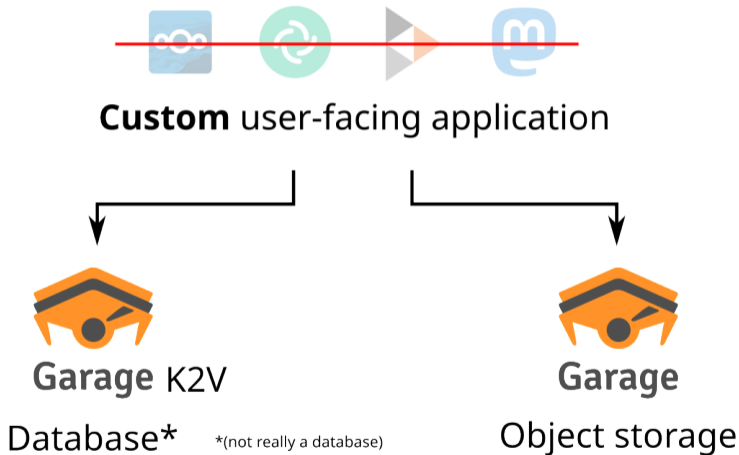 Custom user-facing application
Garage K2V
Garage
Database*
*(not really a database)
Object storage